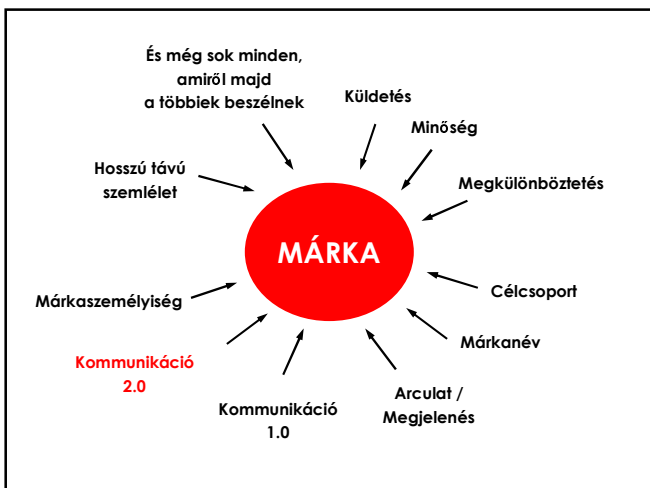 És még sok minden,
amiről majd
a többiek beszélnek
Küldetés
Minőség
Hosszú távú
szemlélet
Megkülönböztetés
MÁRKA
Márkaszemélyiség
Célcsoport
Márkanév
Kommunikáció
2.0
Kommunikáció
1.0
Arculat /
Megjelenés